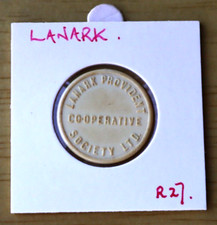 LANARK.
LANARK PROVIDENT
CO-OPERATIVE
SOCIETY LTD.
R27.